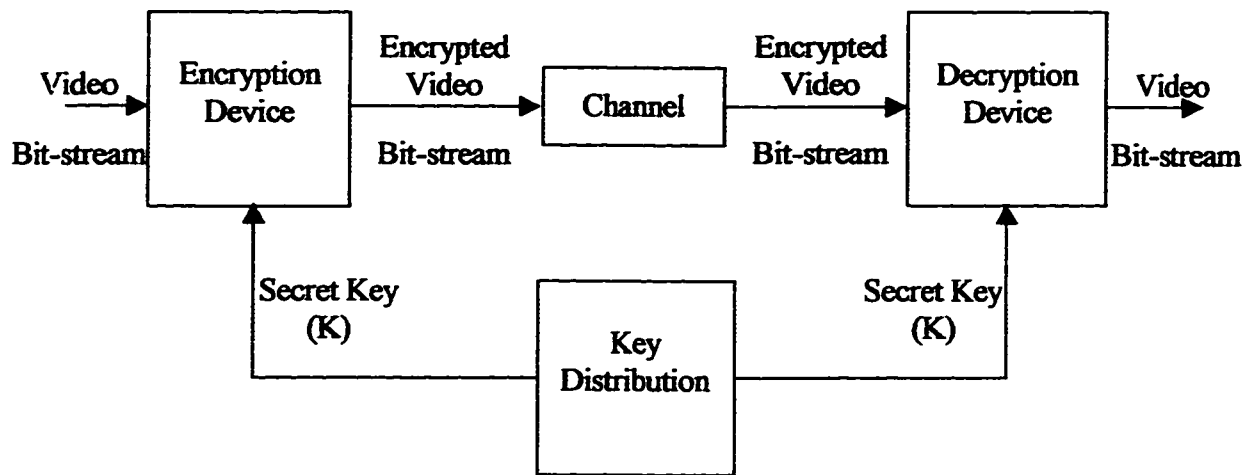 Video
Bit-stream
Encryption
Device
Encrypted
Video
Bit-stream
Channel
Encrypted
Video
Bit-stream
Decryption
Device
Video
Bit-stream
Secret Key
(K)
Key
Distribution
Secret Key
(K)